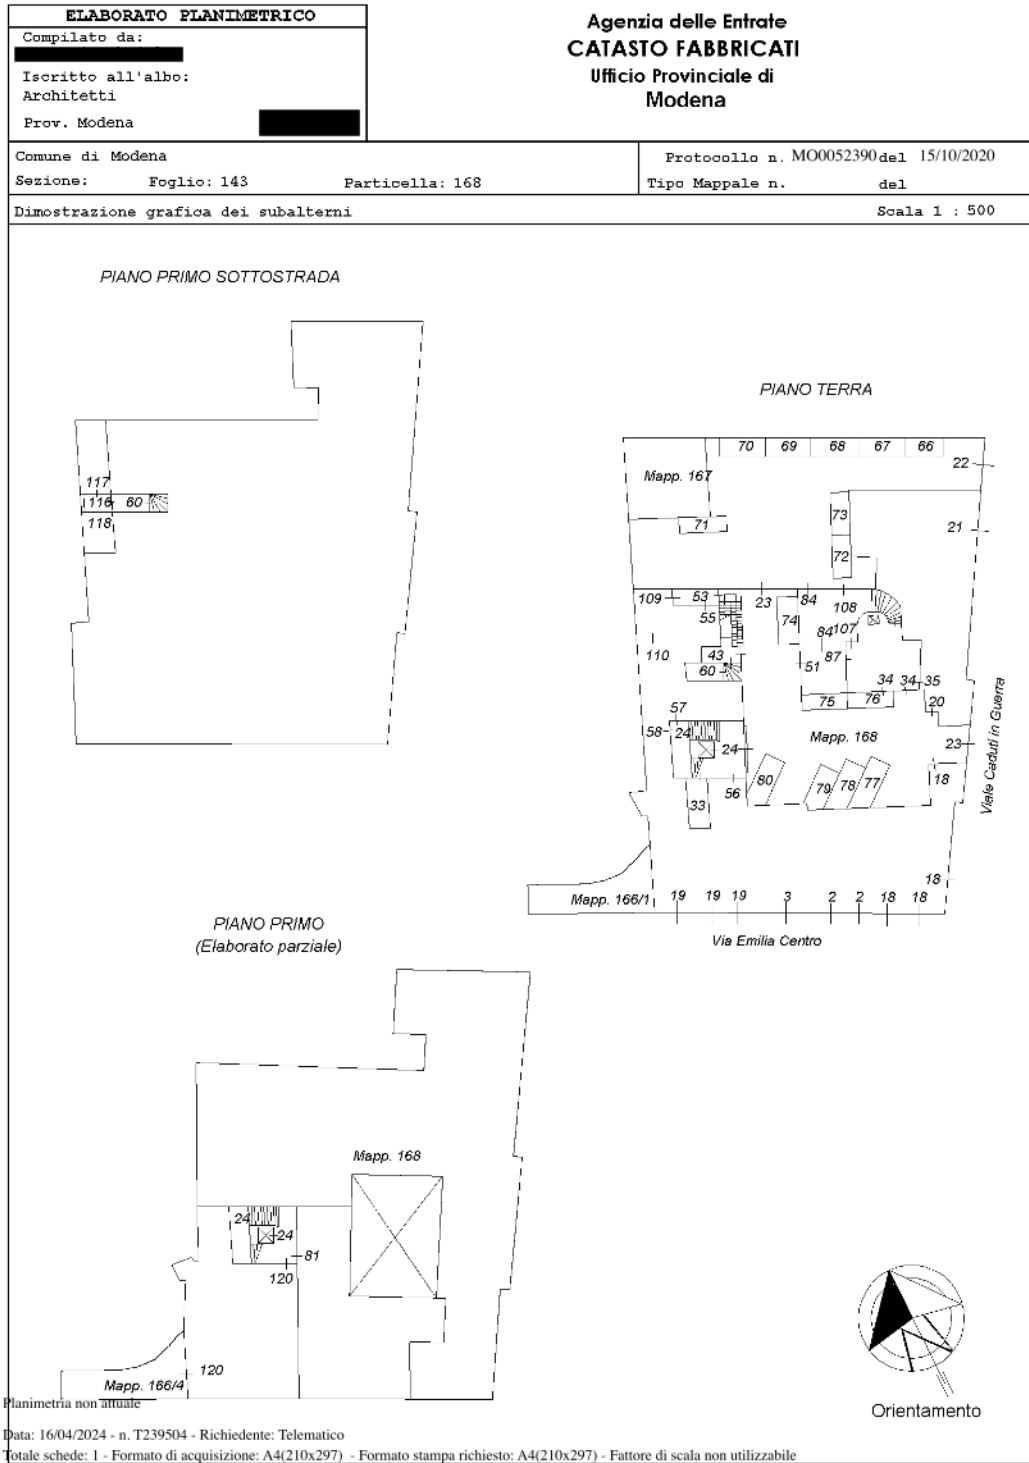 ELABORATO PLANIMETRICO
Compilato da:
Iscritto all'albo:
Architetti
Prov. Modena
Agenzia delle Entrate
CATASTO FABBRICATI
Ufficio Provinciale di
Modena
Comune di Modena
Sezione: Foglio: 143 Particella: 168
Protocollo n. MO0052390 del 15/10/2020
Tipo Mappale n. del
Dimostrazione grafica dei subalterni Scala 1 : 500
PIANO PRIMO SOTTOSTRADA
117
116 60
118
PIANO TERRA
70 69 68 67 66
22
Mapp. 167
73
71
21
72
109 53 23 84 108
55 74
84 107
110 43 51 87
60
34 34 35
75 76 20
57
58 24 24 Mapp. 168 23
80 79 78 77 18
56
33
18
Mapp. 166/1 19 19 19 3 2 2 18 18
Via Emilia Centro
Viale Caduti in Guerra
PIANO PRIMO
(Elaborato parziale)
Mapp. 168
24
24
81
120
120
Mapp. 166/4
Orientamento
Planimetria non attuale
Data: 16/04/2024 - n. T239504 - Richiedente: Telematico
Totale schede: 1 - Formato di acquisizione: A4(210x297) - Formato stampa richiesto: A4(210x297) - Fattore di scala non utilizzabile